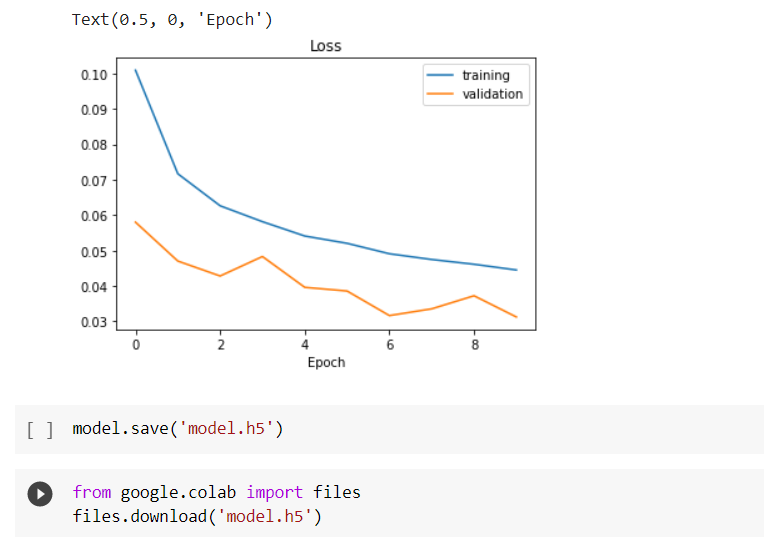 Text(0.5, 0, 'Epoch')
Loss
training
validation
0.10
0.09
0.08
0.07
0.06
0.05
0.04
0.03
0 2 4 6 8
Epoch
[ ] model.save('model.h5')
from google.colab import files
files.download('model.h5')